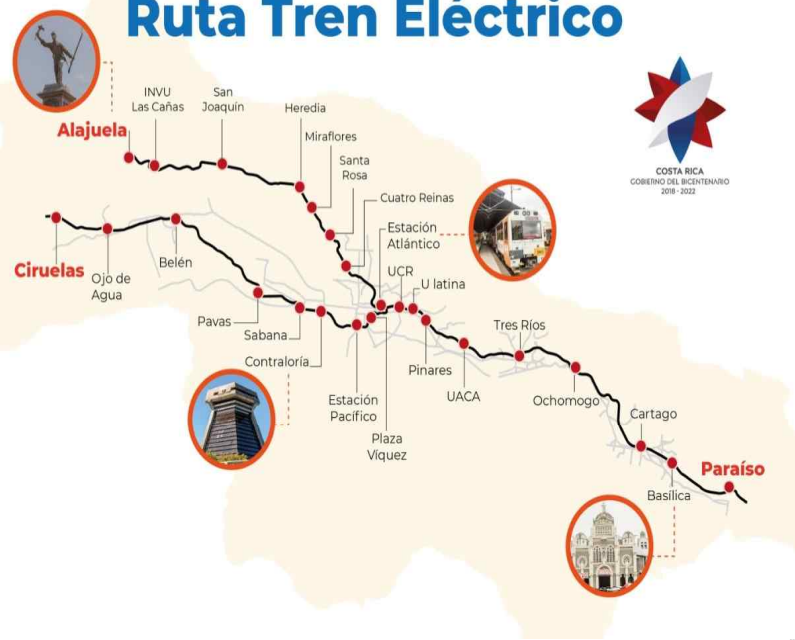 Ruta Tren Eléctrico
INVU
Las Cañas
San
Joaquín
Heredia
Alajuela
Miraflores
Santa
Rosa
Cuatro Reinas
Estación
Atlántico
UCR
U latina
COSTA RICA
GOBIERNO DEL BICENTENARIO
2018 - 2022
Ciruelas
Ojo de
Agua
Belén
Pavas
Sabana
Contraloría
Estación
Pacífico
Plaza
Víquez
Pinares
UACA
Tres Ríos
Ochomogo
Cartago
Basílica
Paraíso